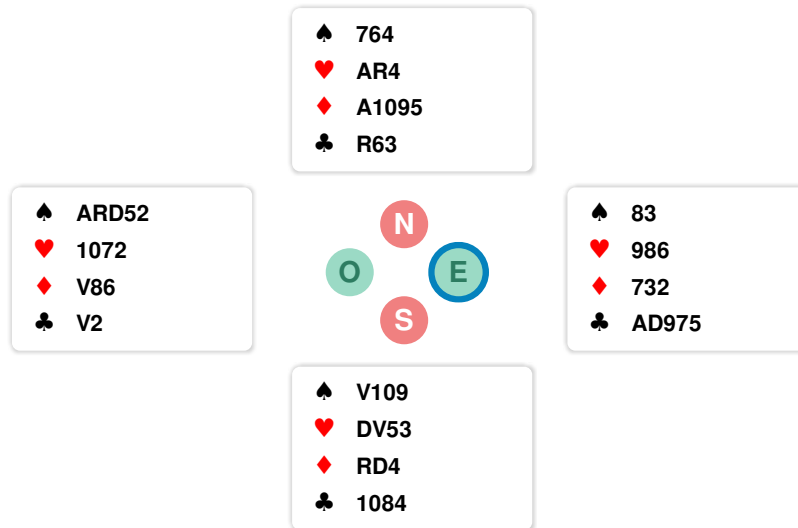 ♠ 764
♥ AR4
♦ A1095
♣ R63
♠ ARD52
♥ 1072
♦ V86
♣ V2
N
O E
S
♠ 83
♥ 986
♦ 732
♣ AD975
♠ V109
♥ DV53
♦ RD4
♣ 1084